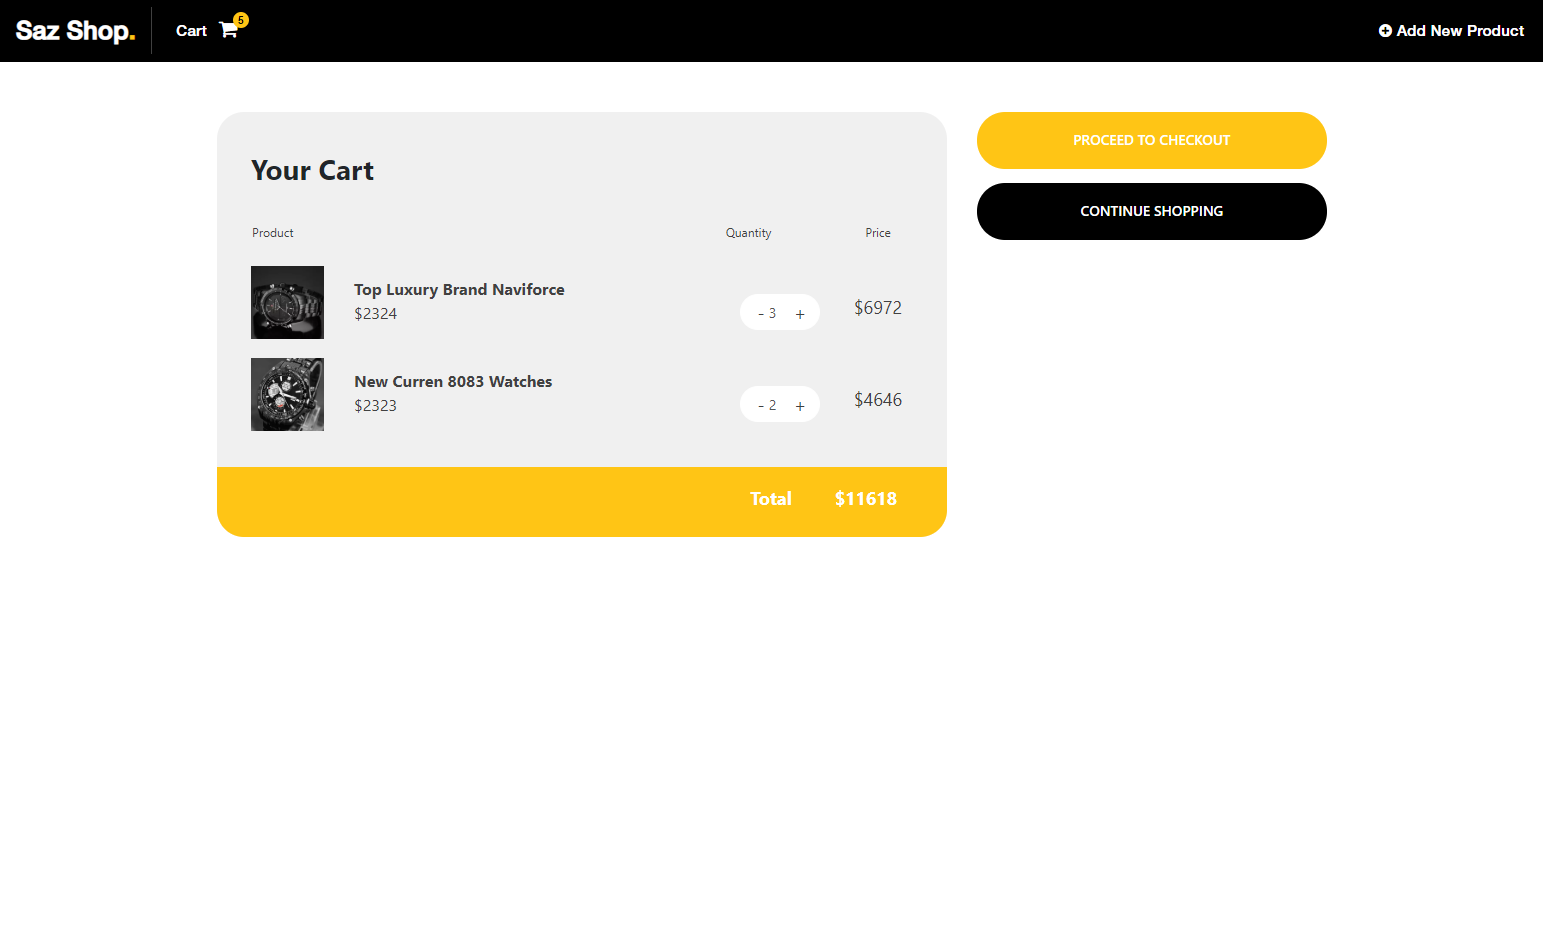 Saz Shop.
Cart 5
Add New Product
Your Cart
Product Quantity Price
Top Luxury Brand Naviforce
$2324
- 3 +
$6972
New Curren 8083 Watches
$2323
- 2 +
$4646
Total $11618
PROCEED TO CHECKOUT
CONTINUE SHOPPING